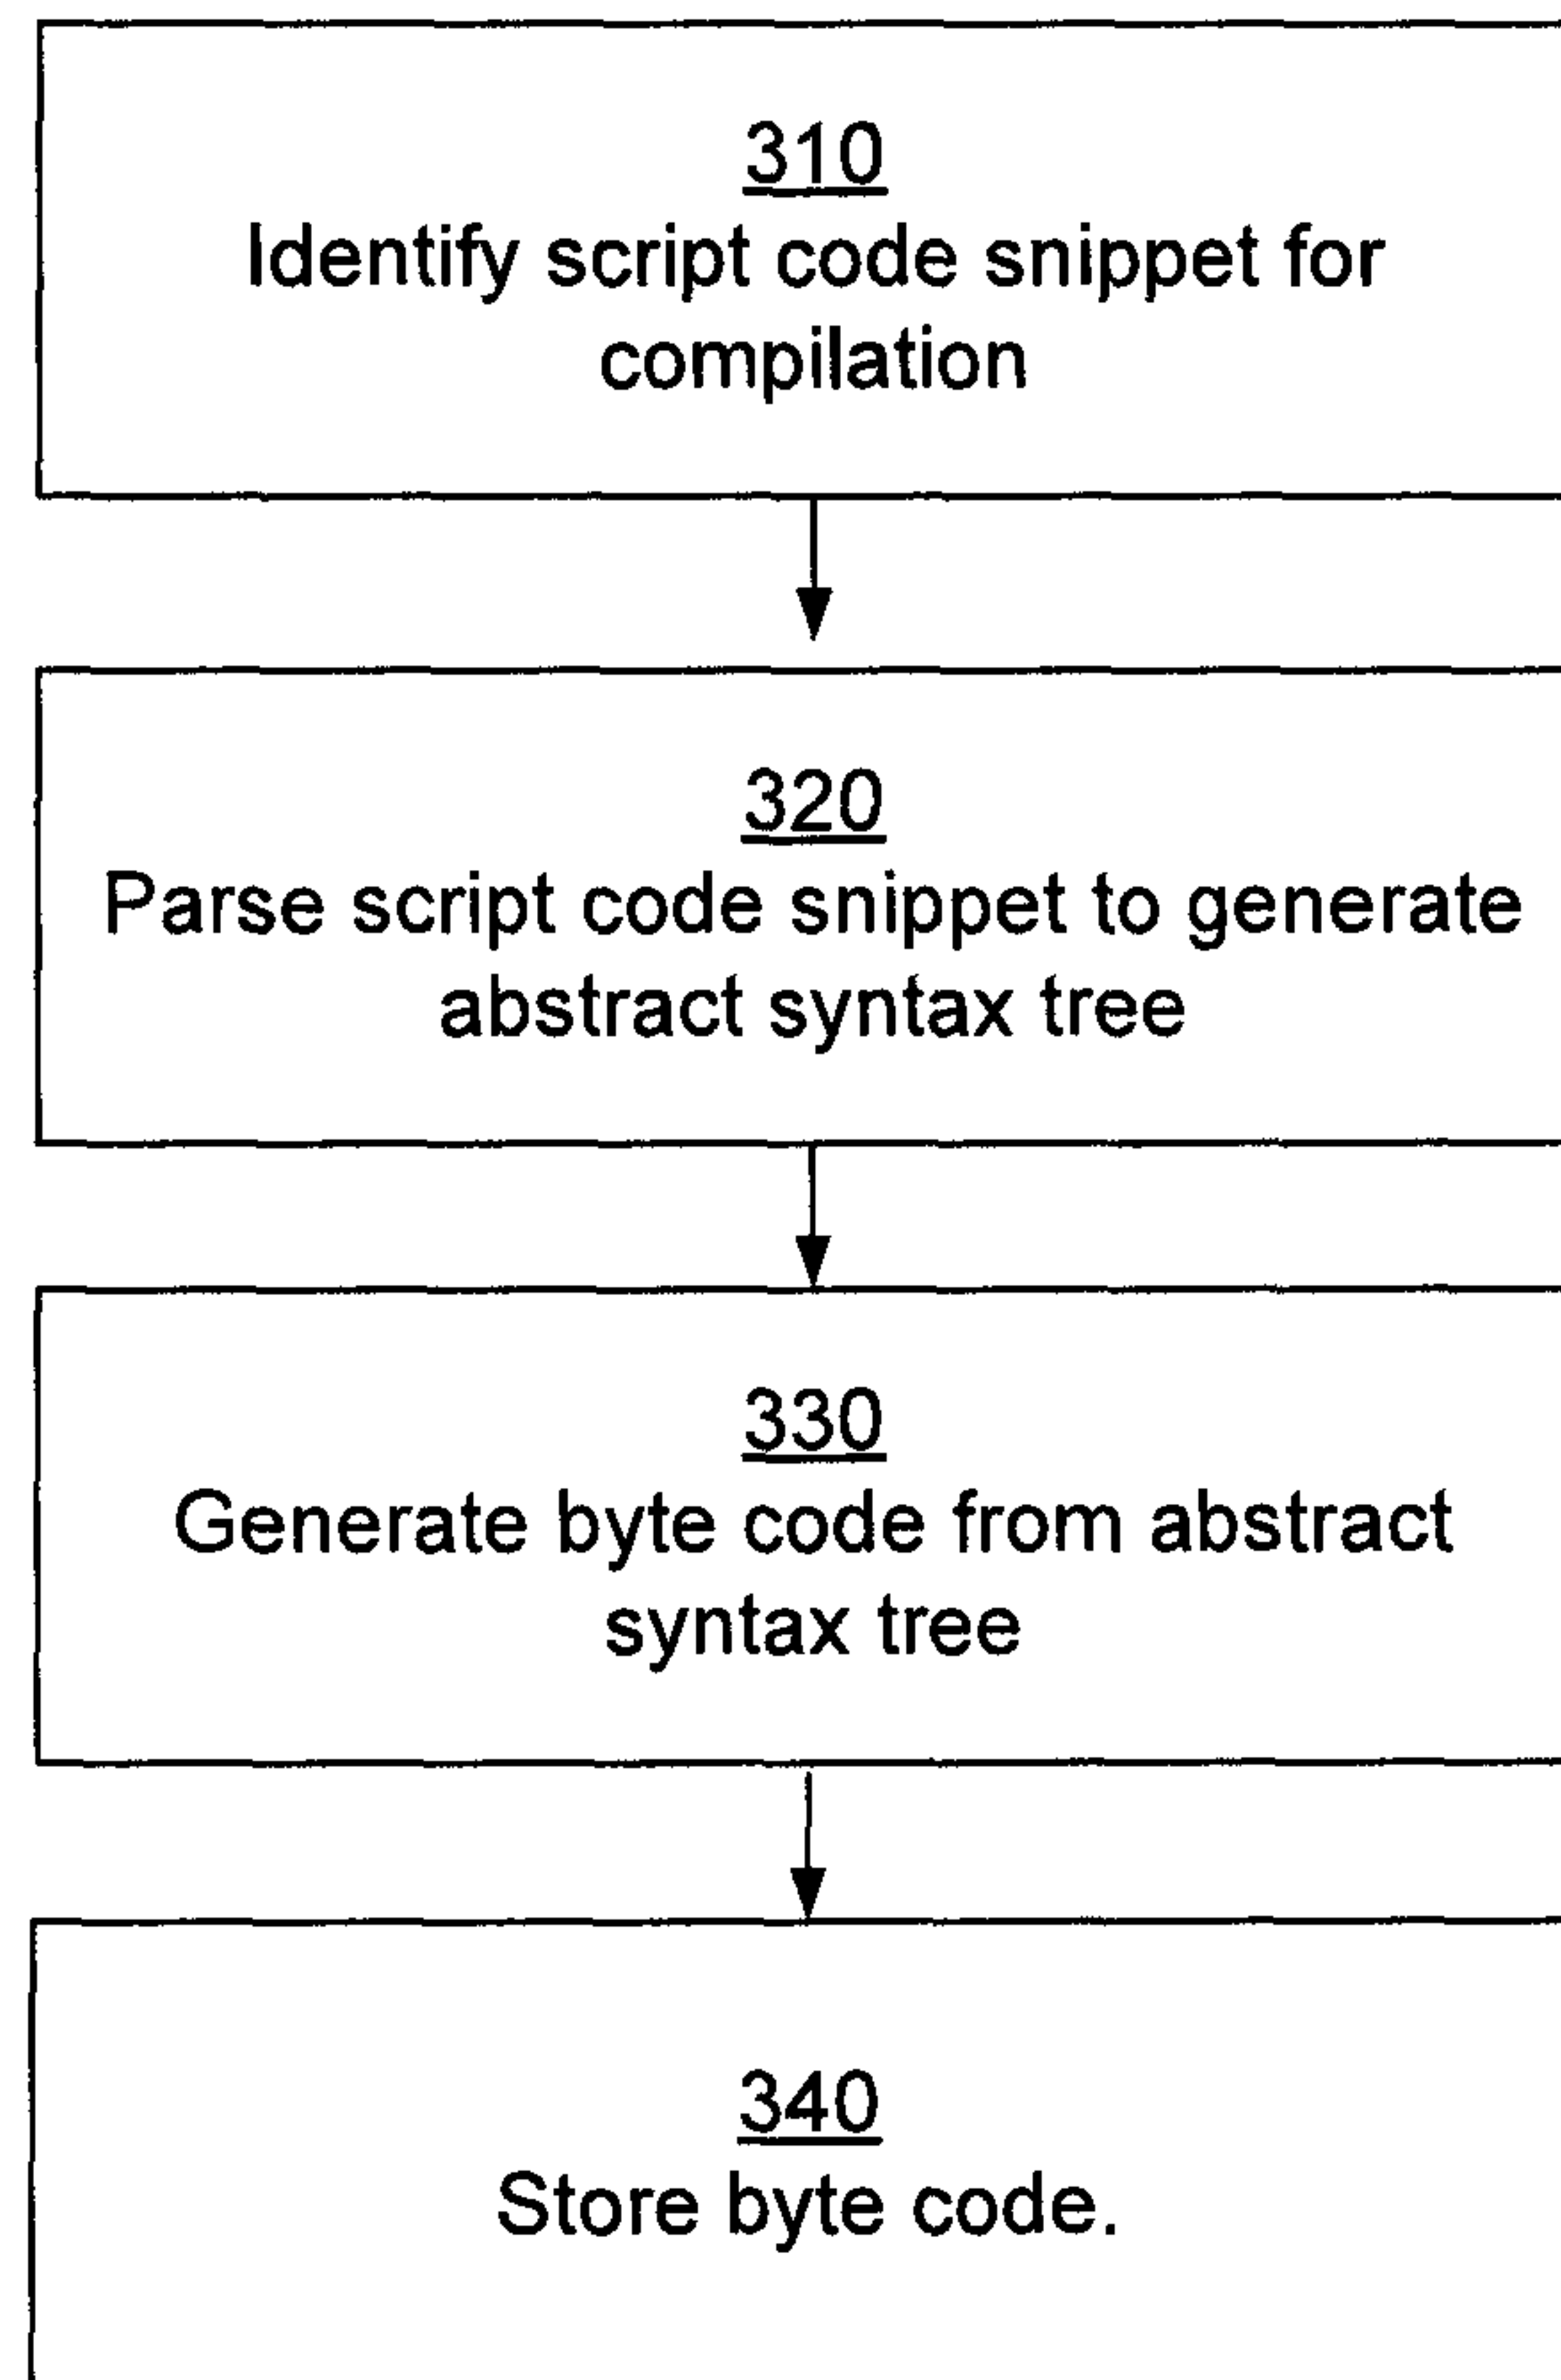 310
Identify script code snippet for
compilation
320
Parse script code snippet to generate
abstract syntax tree
330
Generate byte code from abstract
syntax tree
340
Store byte code.